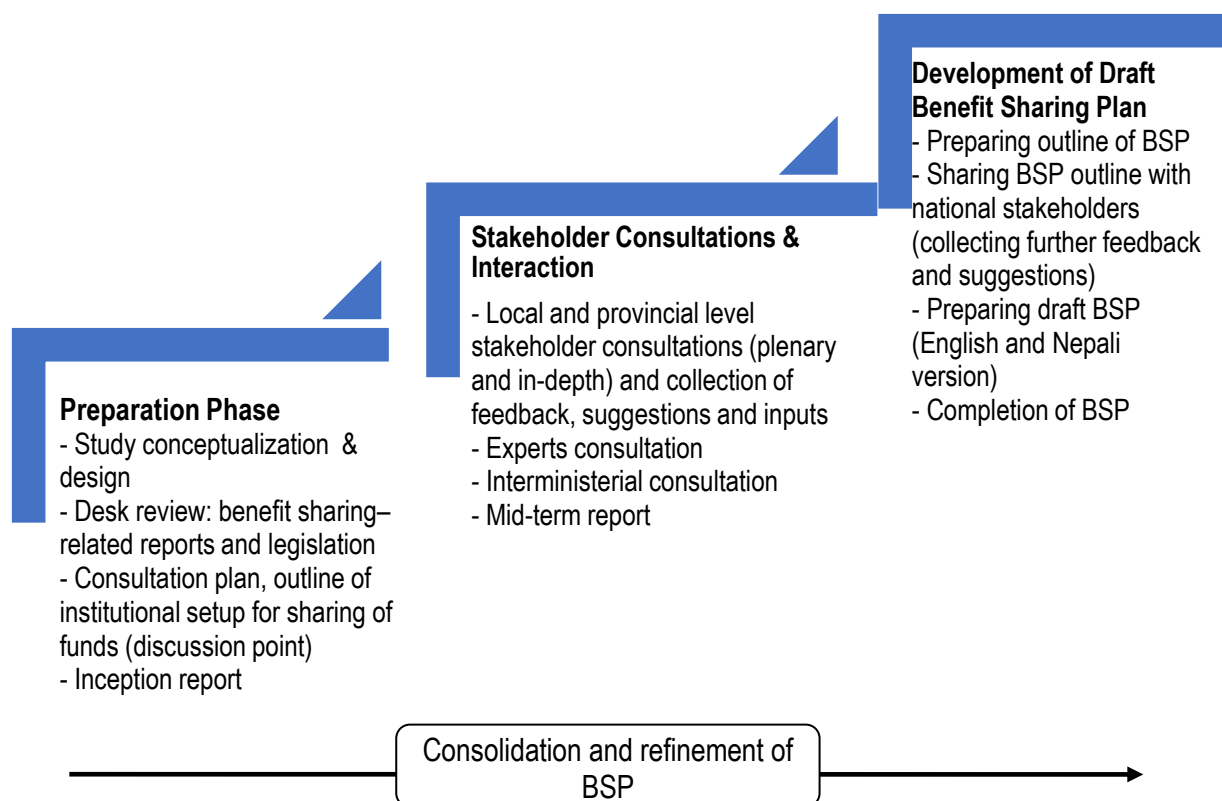 Preparation Phase
- Study conceptualization &
design
- Desk review: benefit sharing–
related reports and legislation
- Consultation plan, outline of
institutional setup for sharing of
funds (discussion point)
- Inception report
Stakeholder Consultations &
Interaction
- Local and provincial level
stakeholder consultations (plenary
and in-depth) and collection of
feedback, suggestions and inputs
- Experts consultation
- Interministerial consultation
- Mid-term report
Development of Draft
Benefit Sharing Plan
- Preparing outline of BSP
- Sharing BSP outline with
national stakeholders
(collecting further feedback
and suggestions)
- Preparing draft BSP
(English and Nepali
version)
- Completion of BSP
Consolidation and refinement of
BSP